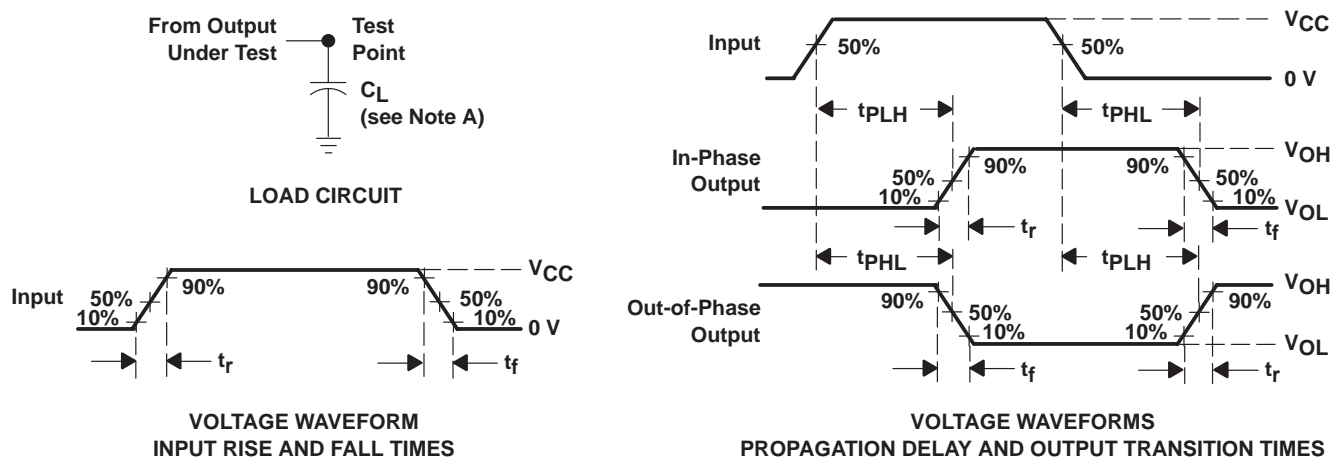 From Output
Under Test
Test
Point
CL
(see Note A)
LOAD CIRCUIT
Input
50%
10%
90%
90%
50%
10%
VCC
0 V
tr
tf
VOLTAGE WAVEFORM
INPUT RISE AND FALL TIMES
Input
50%
50%
VCC
0 V
tPLH
tPHL
In-Phase
Output
50%
10%
90%
90%
50%
10%
VOH
VOL
tr
tf
tPHL
tPLH
Out-of-Phase
Output
90%
50%
10%
50%
10%
90%
VOH
VOL
tf
tr
VOLTAGE WAVEFORMS
PROPAGATION DELAY AND OUTPUT TRANSITION TIMES